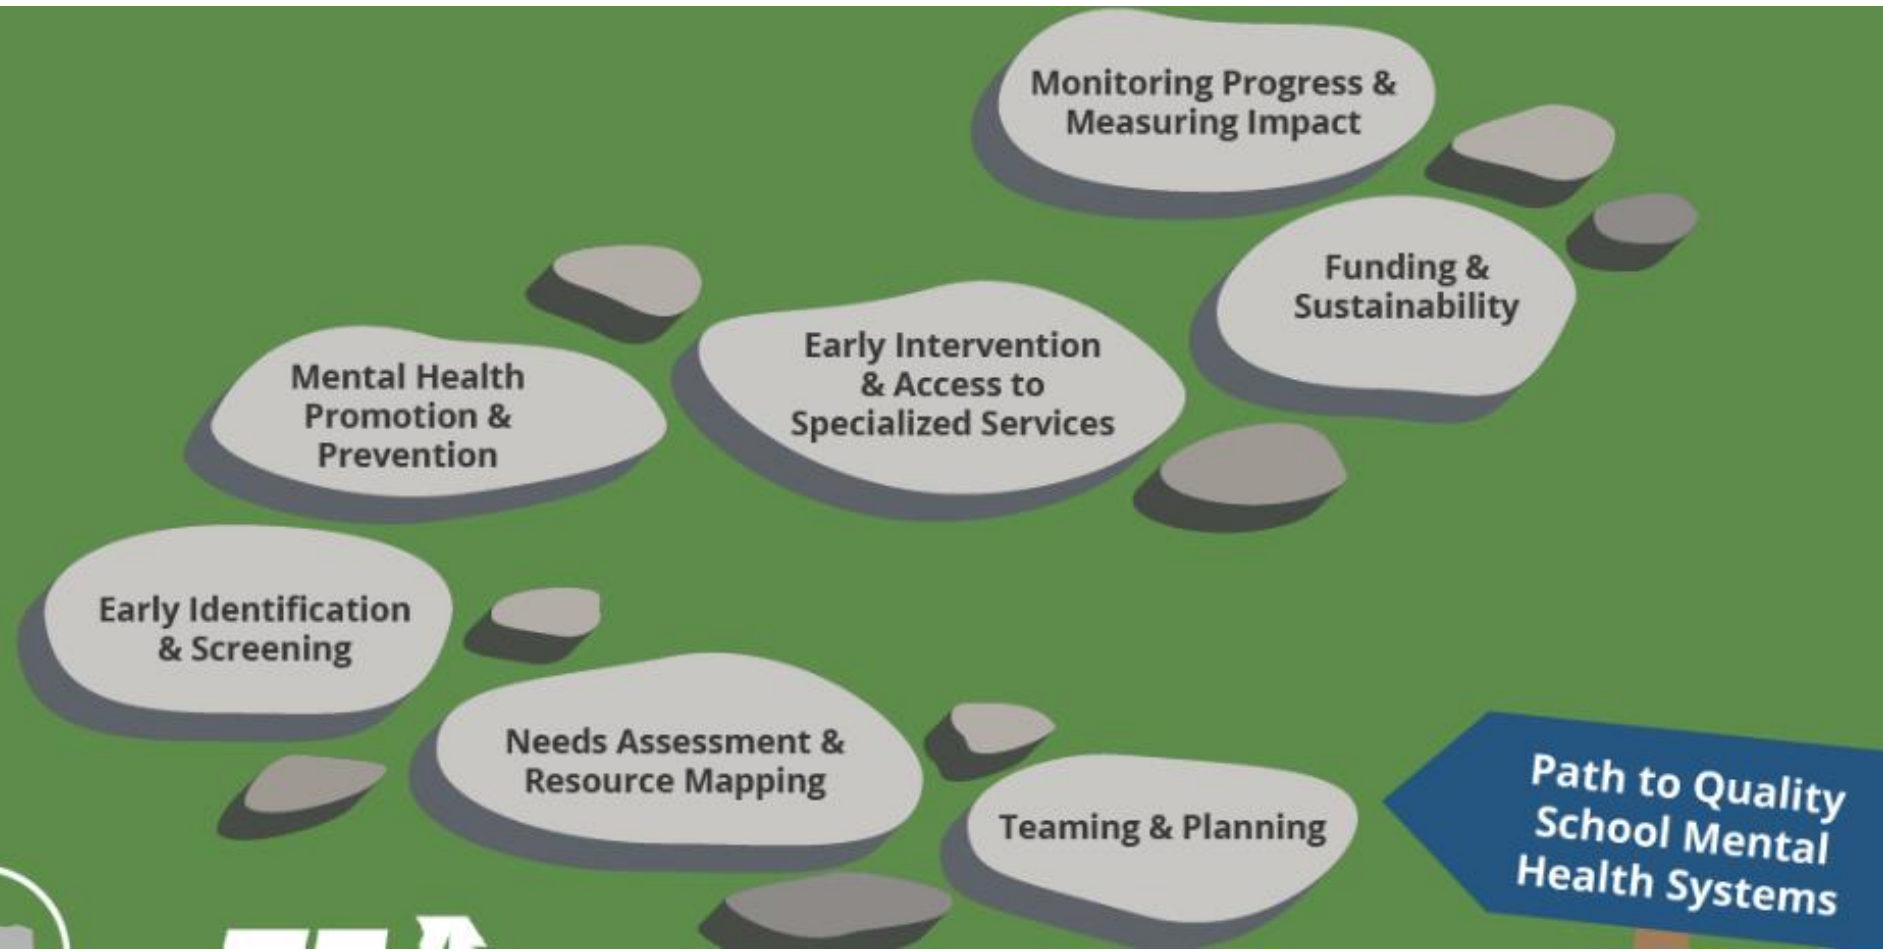 Monitoring Progress &
Measuring Impact
Funding &
Sustainability
Early Intervention
& Access to
Specialized Services
Mental Health
Promotion &
Prevention
Early Identification
& Screening
Needs Assessment &
Resource Mapping
Teaming & Planning
Path to Quality
School Mental
Health Systems